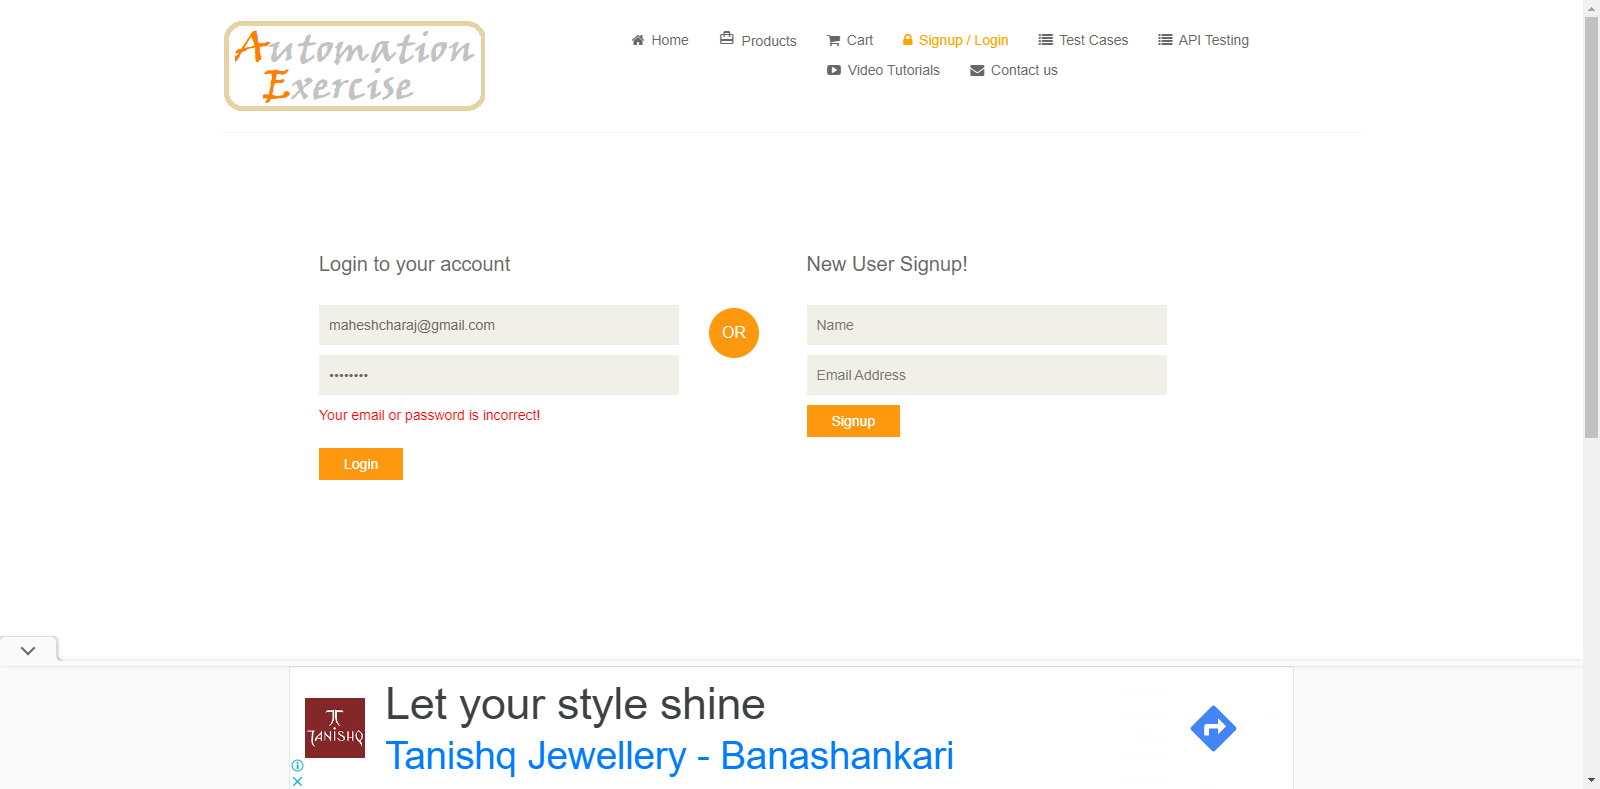 Automation
Exercise
Home
Products
Cart
Signup / Login
Test Cases
API Testing
Video Tutorials
Contact us
Login to your account
maheshcharaj@gmail.com
••••••••
Your email or password is incorrect!
Login
OR
New User Signup!
Name
Email Address
Signup
TANISHQ
Let your style shine
Tanishq Jewellery - Banashankari